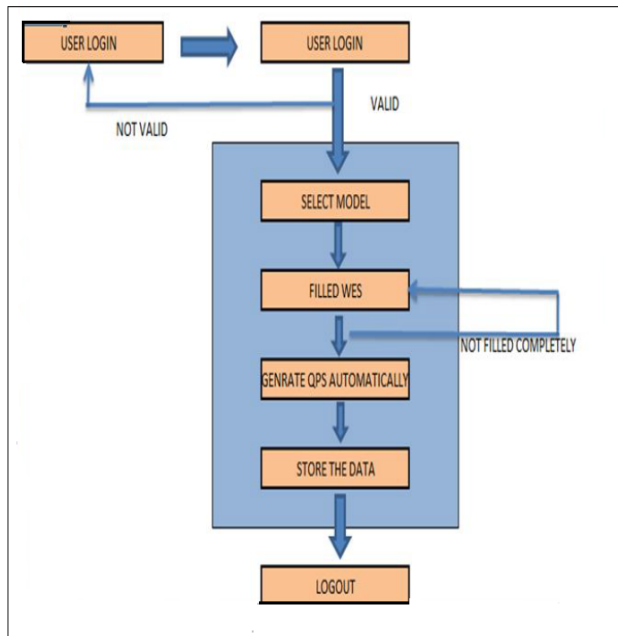 USER LOGIN
USER LOGIN
VALID
NOT VALID
SELECT MODEL
FILLED WES
NOT FILLED COMPLETELY
GENRATE QPS AUTOMATICALLY
STORE THE DATA
LOGOUT